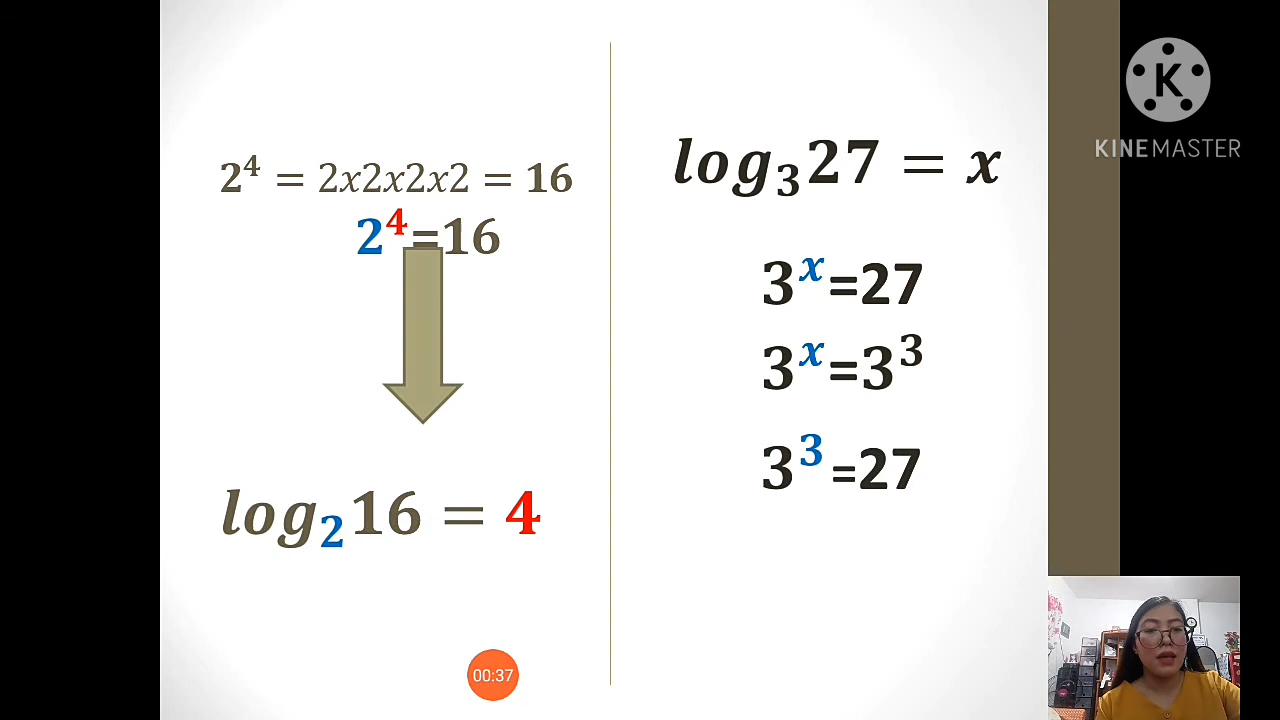 2⁴ = 2x2x2x2 = 16
2⁴=16
log₂16 = 4
log₃27 = x
3ˣ=27
3ˣ=3³
3³=27
K
KINEMASTER
00:37